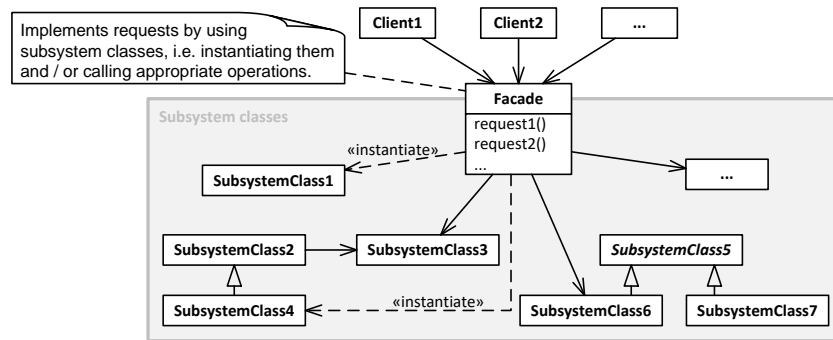 Implements requests by using
subsystem classes, i.e. instantiating them
and / or calling appropriate operations.
Client1
Client2
...
Facade
request1()
request2()
...
Subsystem classes
«instantiate»
SubsystemClass1
...
SubsystemClass2
SubsystemClass3
SubsystemClass5
«instantiate»
SubsystemClass4
SubsystemClass6
SubsystemClass7